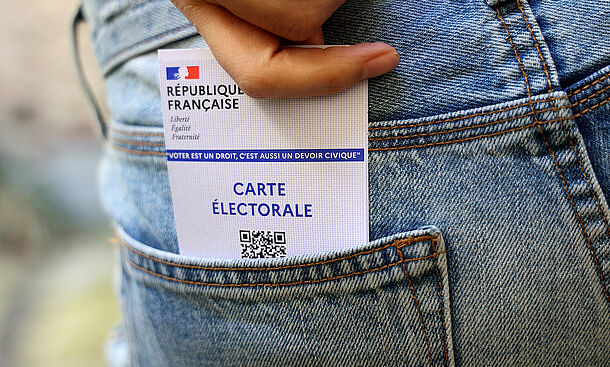 RÉPUBLIQUE
FRANÇAISE
Liberté
Égalité
Fraternité
"VOTER EST UN DROIT, C'EST AUSSI UN DEVOIR CIVIQUE"
CARTE
ÉLECTORALE